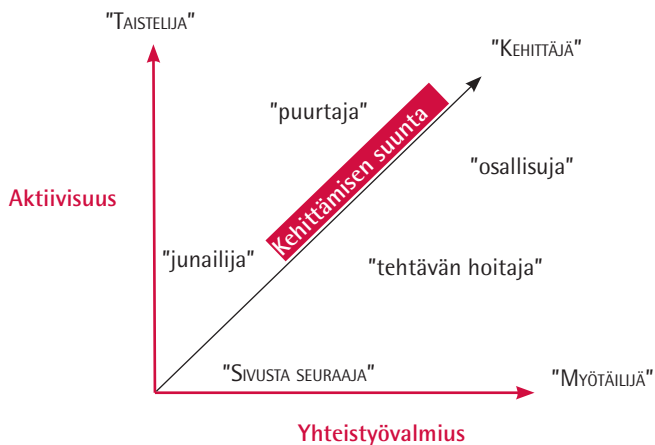 "Taistelija"
"Kehittäjä"
"puurtaja"
Kehittämisen suunta
"osallisuja"
Aktiivisuus
"junailija"
"tehtävän hoitaja"
"Sivusta seuraaja"
"Myötäilijä"
Yhteistyövalmius